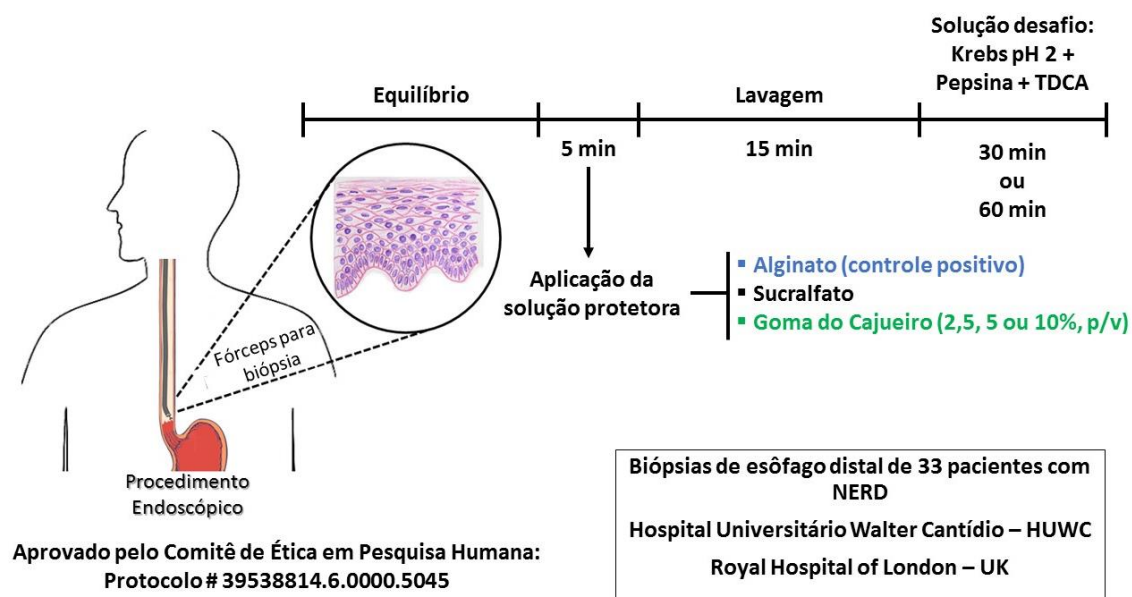 Solução desafio:
Krebs pH 2 +
Pepsina + TDCA
Equilíbrio
Lavagem
5 min
15 min
30 min
ou
60 min
Aplicação da
solução protetora
▪ Alginato (controle positivo)
▪ Sucralfato
▪ Goma do Cajueiro (2,5, 5 ou 10%, p/v)
Fórceps para
biópsia
Procedimento
Endoscópico
Aprovado pelo Comitê de Ética em Pesquisa Humana:
Protocolo # 39538814.6.0000.5045
Biópsias de esôfago distal de 33 pacientes com
NERD
Hospital Universitário Walter Cantídio – HUWC
Royal Hospital of London – UK